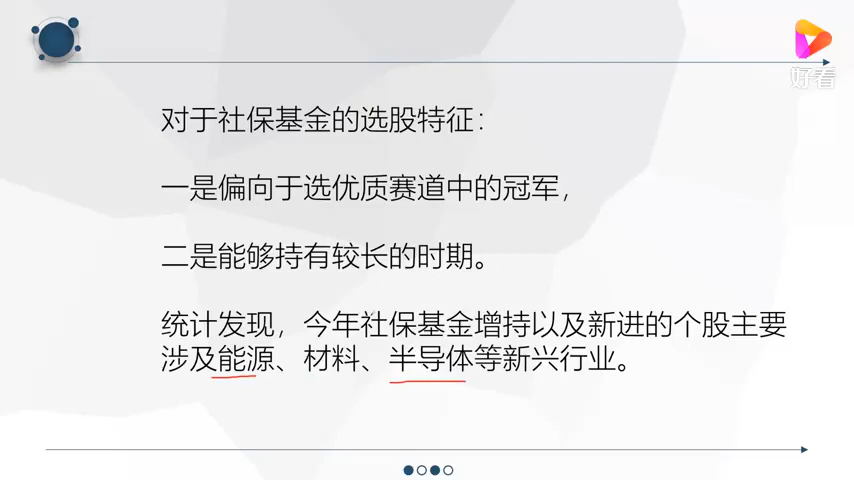 好看
对于社保基金的选股特征：
一是偏向于选优质赛道中的冠军，
二是能够持有较长的时期。
统计发现，今年社保基金增持以及新进的个股主要
涉及能源、材料、半导体等新兴行业。